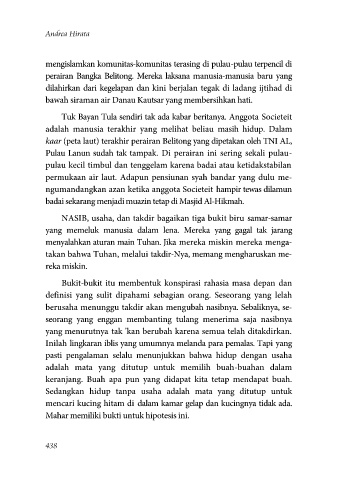 Andrea Hirata
mengislamkan komunitas-komunitas terasing di pulau-pulau terpencil di
perairan Bangka Belitong. Mereka laksana manusia-manusia baru yang
dilahirkan dari kegelapan dan kini berjalan tegak di ladang ijtihad di
bawah siraman air Danau Kautsar yang membersihkan hati.
Tuk Bayan Tula sendiri tak ada kabar beritanya. Anggota Societeit
adalah manusia terakhir yang melihat beliau masih hidup. Dalam
kaar (peta laut) terakhir perairan Belitong yang dipetakan oleh TNI AL,
Pulau Lanun sudah tak tampak. Di perairan ini sering sekali pulau-
pulau kecil timbul dan tenggelam karena badai atau ketidakstabilan
permukaan air laut. Adapun pensiunan syah bandar yang dulu me-
ngumandangkan azan ketika anggota Societeit hampir tewas dilamun
badai sekarang menjadi muazin tetap di Masjid Al-Hikmah.
NASIB, usaha, dan takdir bagaikan tiga bukit biru samar-samar
yang memeluk manusia dalam lena. Mereka yang gagal tak jarang
menyalahkan aturan main Tuhan. Jika mereka miskin mereka menga-
takan bahwa Tuhan, melalui takdir-Nya, memang mengharuskan me-
reka miskin.
Bukit-bukit itu membentuk konspirasi rahasia masa depan dan
definisi yang sulit dipahami sebagian orang. Seseorang yang lelah
berusaha menunggu takdir akan mengubah nasibnya. Sebaliknya, se-
seorang yang enggan membanting tulang menerima saja nasibnya
yang menurutnya tak 'kan berubah karena semua telah ditakdirkan.
Inilah lingkaran iblis yang umumnya melanda para pemalas. Tapi yang
pasti pengalaman selalu menunjukkan bahwa hidup dengan usaha
adalah mata yang ditutup untuk memilih buah-buahan dalam
keranjang. Buah apa pun yang didapat kita tetap mendapat buah.
Sedangkan hidup tanpa usaha adalah mata yang ditutup untuk
mencari kucing hitam di dalam kamar gelap dan kucingnya tidak ada.
Mahar memiliki bukti untuk hipotesis ini.
438